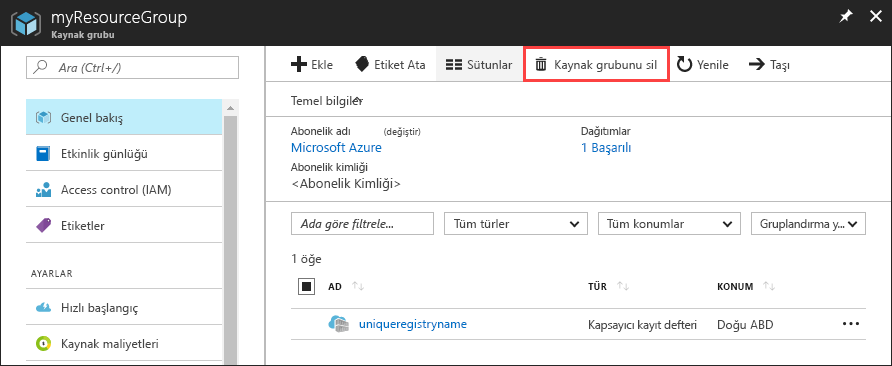 myResourceGroup
Kaynak grubu
Ara (Ctrl+/)
Genel bakış
Etkinlik günlüğü
Access control (IAM)
Etiketler
AYARLAR
Hızlı başlangıç
Kaynak maliyetleri
Ekle Etiket Ata Sütunlar Kaynak grubunu sil Yenile Taşı
Temel bilgiler
Abonelik adı (değiştir) Dağıtımlar
Microsoft Azure 1 Başarılı
Abonelik kimliği
<Abonelik Kimliği>
Ada göre filtrele... Tüm türler Tüm konumlar Gruplandırma y...
1 öğe
AD TÜR KONUM
uniqueregistryname Kapsayıcı kayıt defteri Doğu ABD